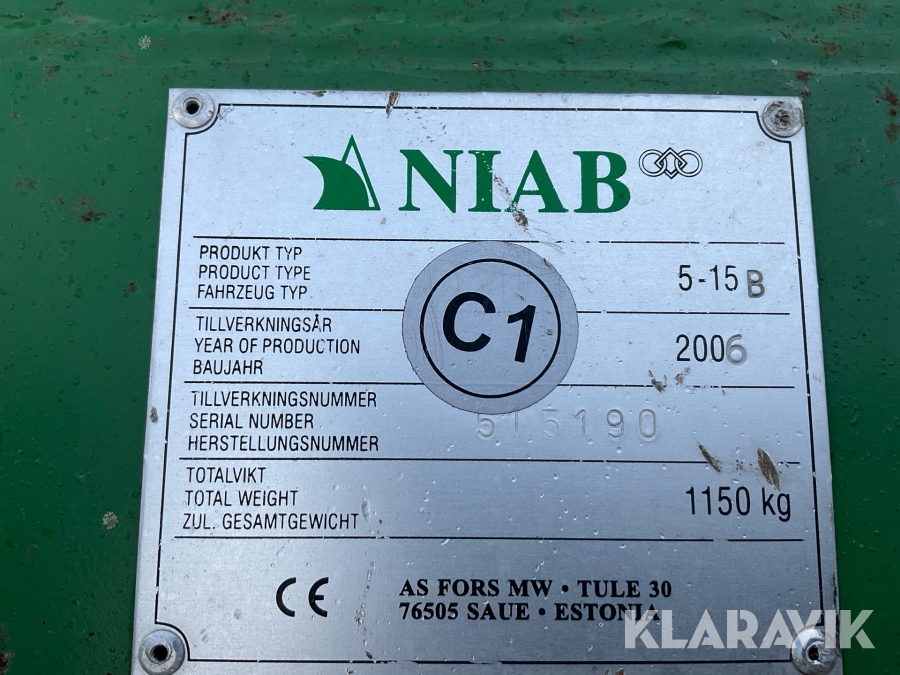 NIAB
PRODUKT TYP
PRODUCT TYPE
FAHRZEUG TYP
5-15 B
C1
TILLVERKNINGSÅR
YEAR OF PRODUCTION
BAUJAHR
2006
TILLVERKNINGSNUMMER
SERIAL NUMBER
HERSTELLUNGSNUMMER
515190
TOTALVIKT
TOTAL WEIGHT
ZUL. GESAMTGEWICHT
1150 kg
CE
AS FORS MW • TULE 30
76505 SAUE • ESTONIA
KLARAVIK